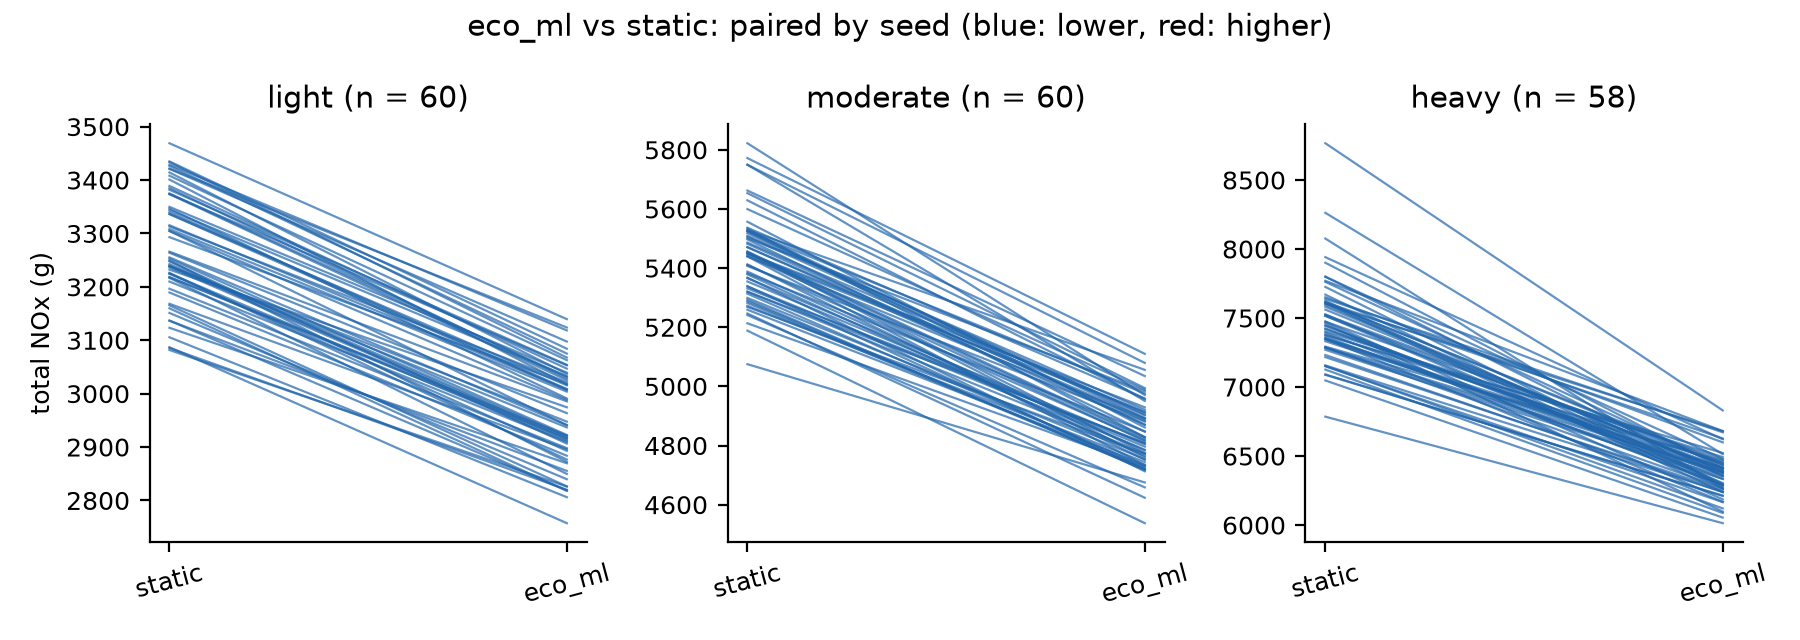 eco_ml vs static: paired by seed (blue: lower, red: higher)
light (n = 60)
moderate (n = 60)
heavy (n = 58)
total NOx (g)
3500
3400
3300
3200
3100
3000
2900
2800
static
eco_ml
5800
5600
5400
5200
5000
4800
4600
static
eco_ml
8500
8000
7500
7000
6500
6000
static
eco_ml